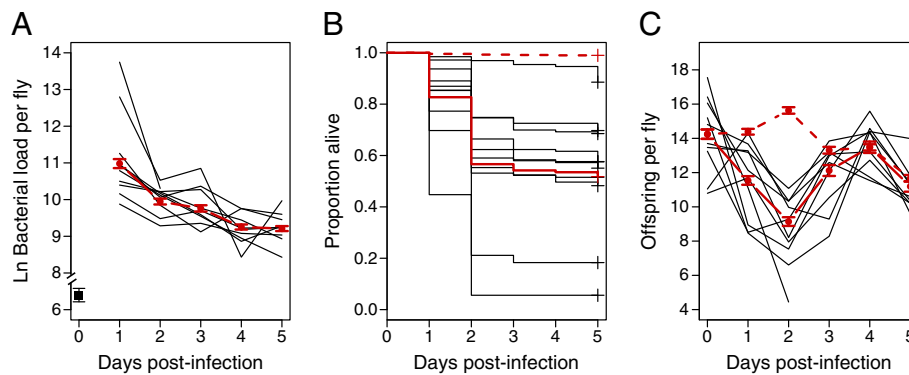 A
Ln Bacterial load per fly
14
13
12
11
10
9
8
6
0 1 2 3 4 5
Days post-infection
B
Proportion alive
1.0
0.8
0.6
0.4
0.2
0.0
0 1 2 3 4 5
Days post-infection
C
Offspring per fly
18
16
14
12
10
8
6
4
0 1 2 3 4 5
Days post-infection